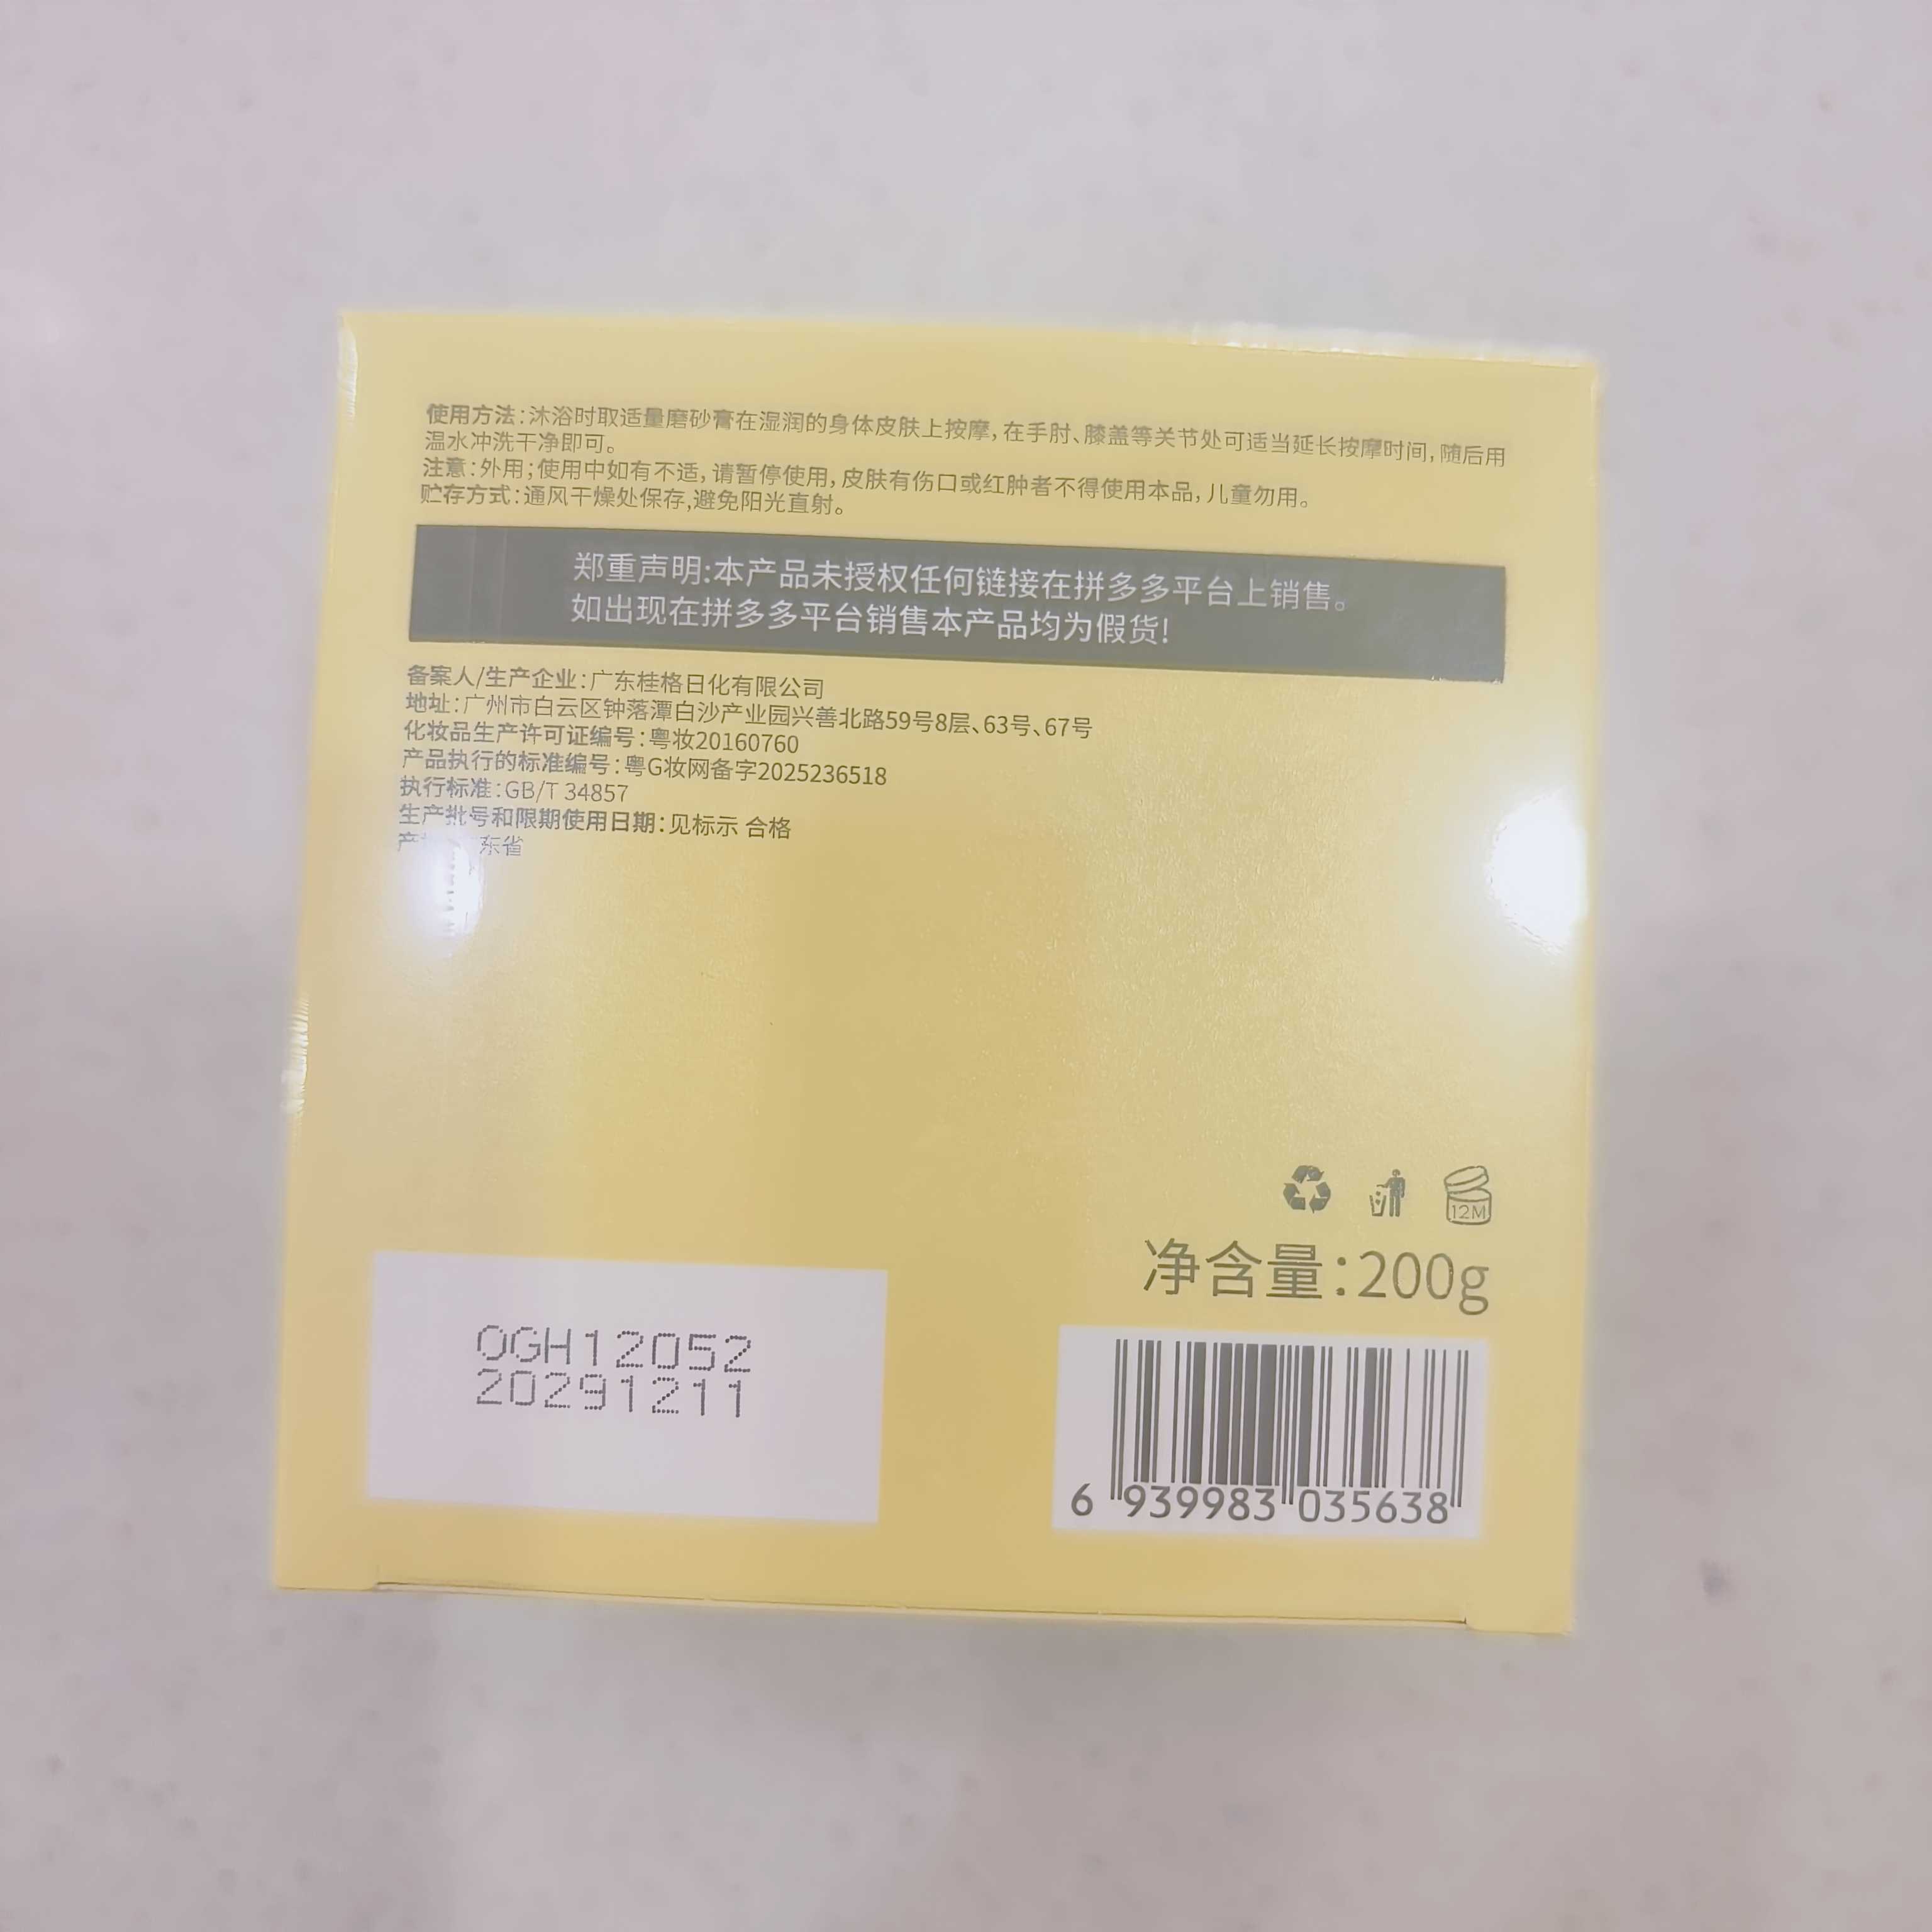 使用方法：沐浴时取适量磨砂膏在湿润的身体皮肤上按摩，在手肘、膝盖等关节处可适当延长按摩时间，随后用
温水冲洗干净即可。
注意：外用；使用中如有不适，请暂停使用，皮肤有伤口或红肿者不得使用本品，儿童勿用。
贮存方式：通风干燥处保存,避免阳光直射。
郑重声明:本产品未授权任何链接在拼多多平台上销售。
如出现在拼多多平台销售本产品均为假货!
备案人/生产企业：广东桂格日化有限公司
地址：广州市白云区钟落潭白沙产业园兴善北路59号8层、63号、67号
化妆品生产许可证编号：粤妆20160760
产品执行的标准编号：粤G妆网备字2025236518
执行标准：GB/T 34857
生产批号和限期使用日期：见标示 合格
产 东省
12M
净含量：200g
OGH12052
20291211
6 939983 035638